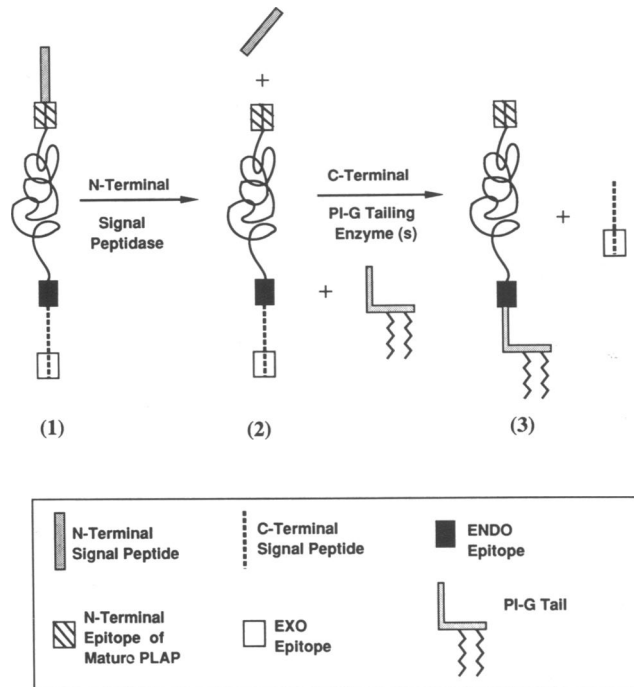 +
N-Terminal
Signal
Peptidase
C-Terminal
PI-G Tailing
Enzyme (s)
+
+
(1)
(2)
(3)
N-Terminal
Signal Peptide
C-Terminal
Signal Peptide
ENDO
Epitope
N-Terminal
Epitope of
Mature PLAP
EXO
Epitope
PI-G Tail